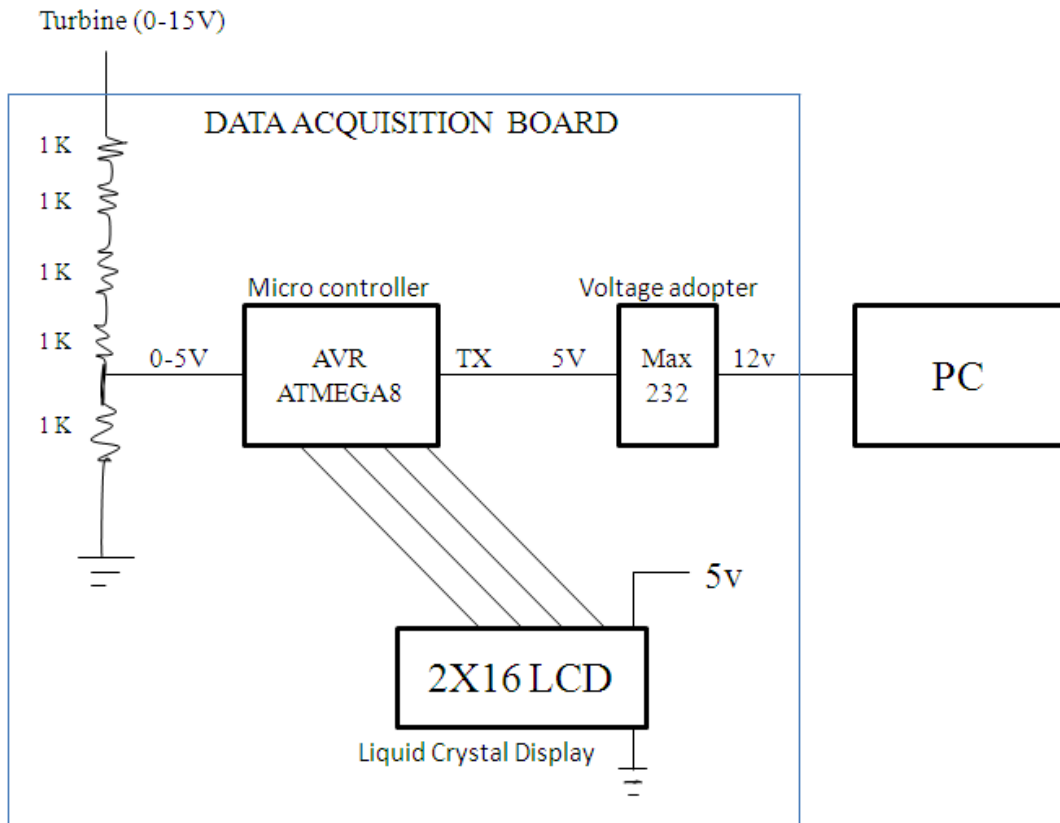 Turbine (0-15V)
DATA ACQUISITION BOARD
1 K
1 K
1 K
1 K
1 K
Micro controller
Voltage adopter
0-5V
AVR
ATMEGA8
TX
5V
Max
232
12v
PC
5v
2X16 LCD
Liquid Crystal Display